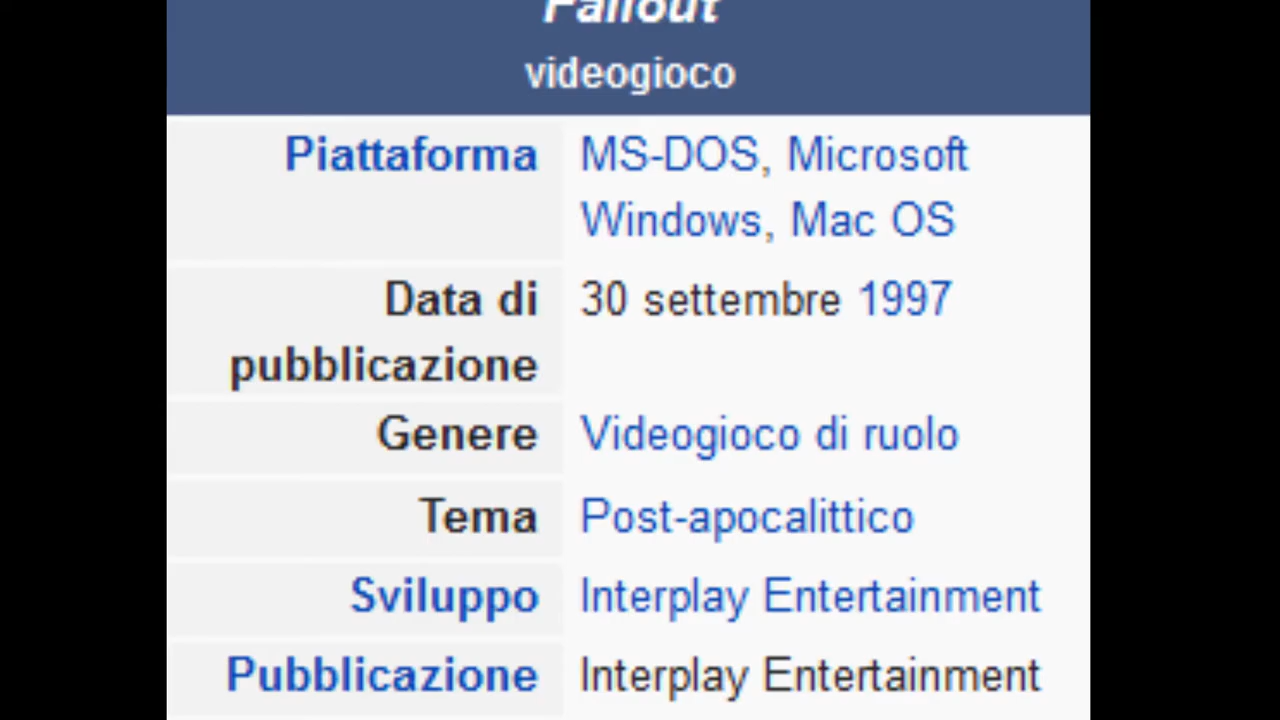 Fallout
videogioco
Piattaforma MS-DOS, Microsoft
Windows, Mac OS
Data di 30 settembre 1997
pubblicazione
Genere Videogioco di ruolo
Tema Post-apocalittico
Sviluppo Interplay Entertainment
Pubblicazione Interplay Entertainment